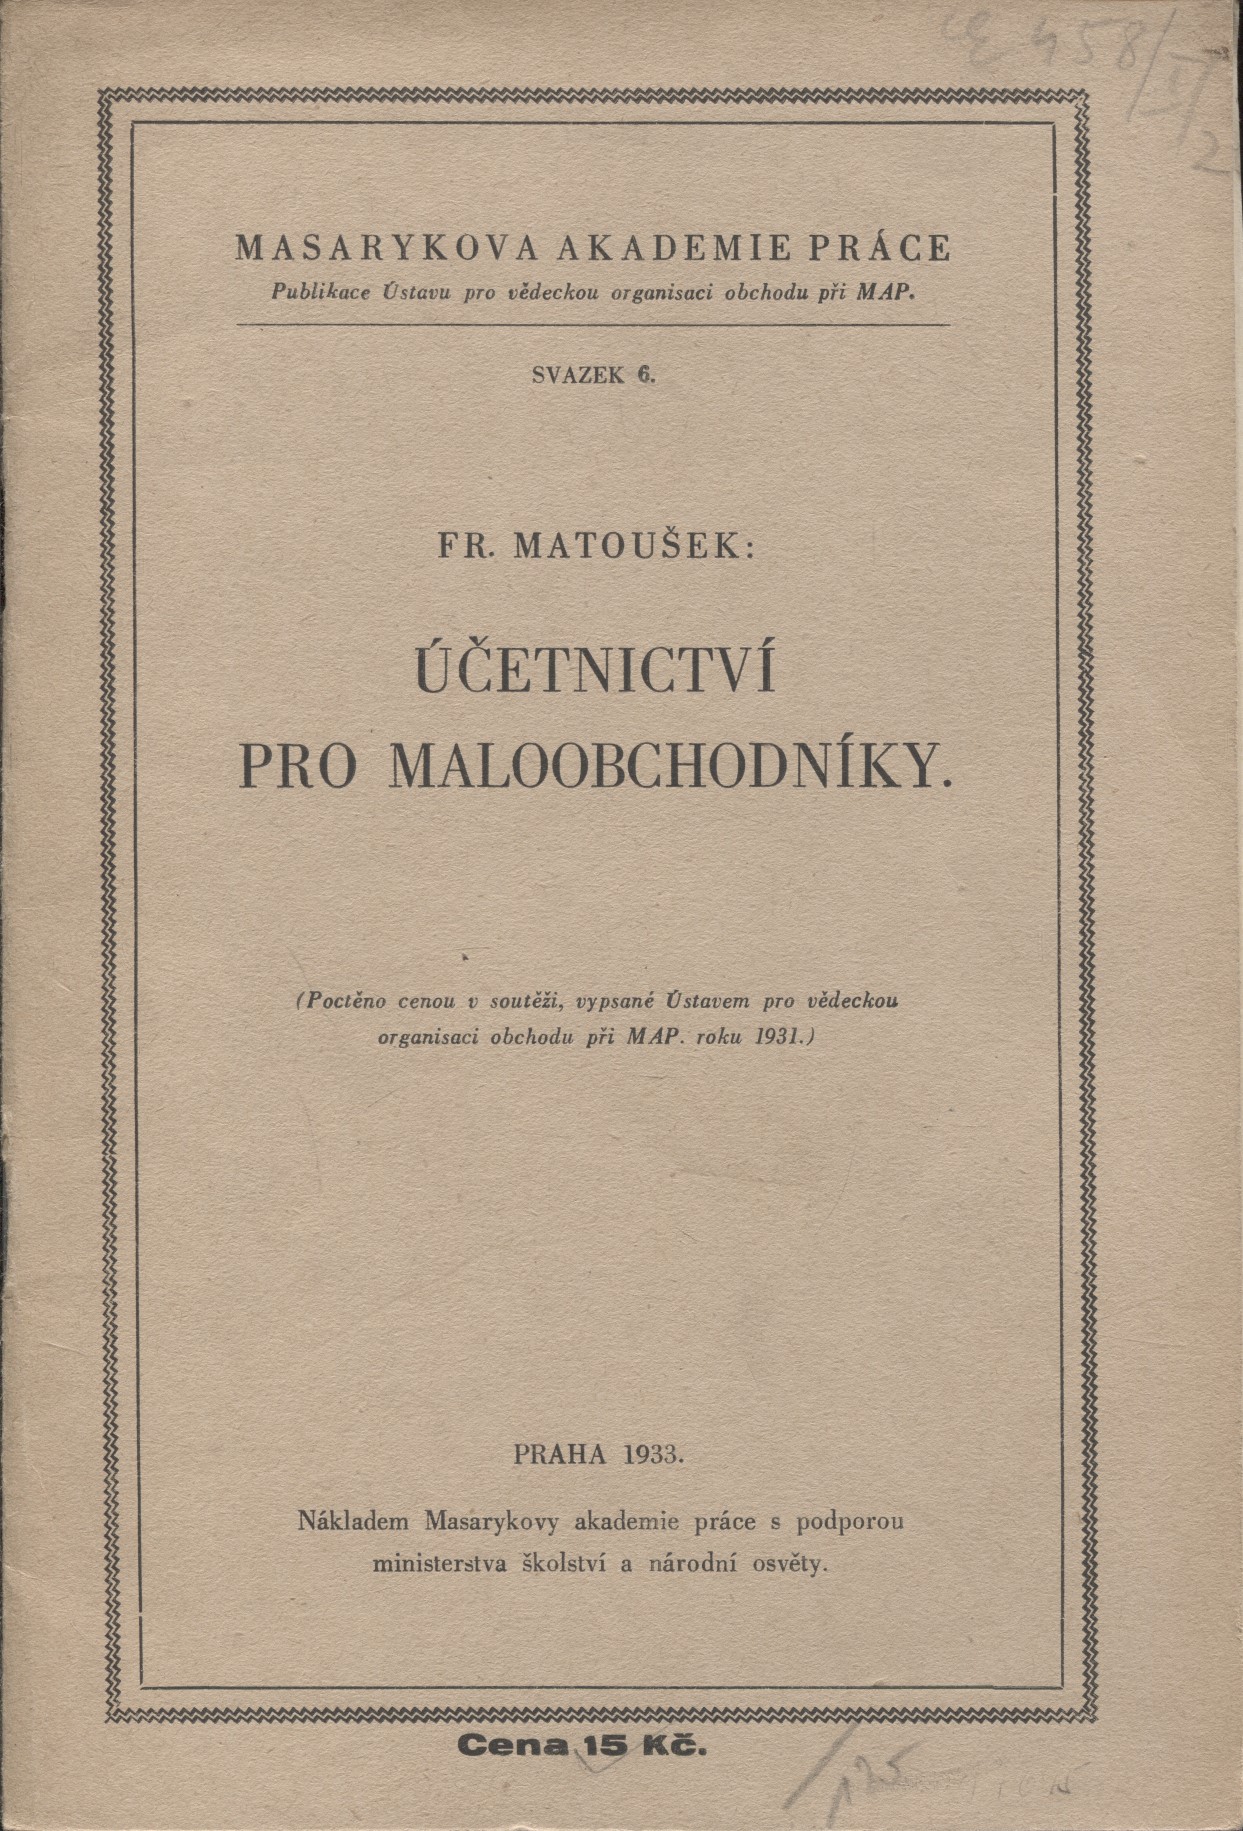 MASARYKOVA AKADEMIE PRÁCE
Publikace Ústavu pro vědeckou organisaci obchodu při MAP.
SVAZEK 6.
FR. MATOUŠEK:
ÚČETNICTVÍ
PRO MALOOBCHODNÍKY.
(Poctěno cenou v soutěži, vypsané Ústavem pro vědeckou
organisaci obchodu při MAP. roku 1931.)
PRAHA 1933.
Nákladem Masarykovy akademie práce s podporou
ministerstva školství a národní osvěty.
Cena 15 Kč.